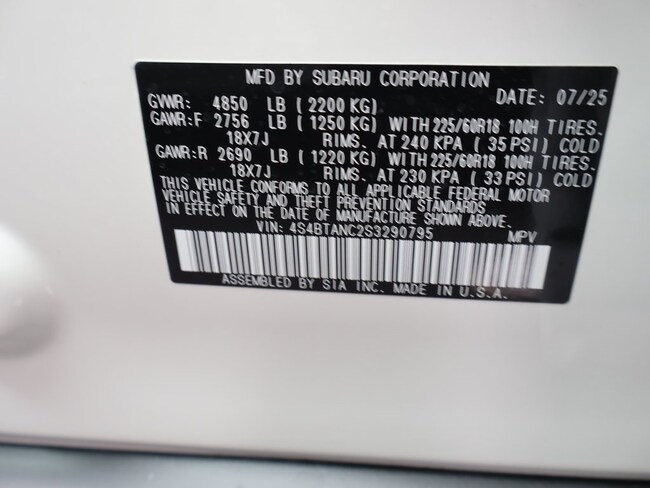 MFD BY SUBARU CORPORATION
DATE: 07/25
GVWR: 4850 LB ( 2200 KG)
GAWR:F 2756 LB ( 1250 KG) WITH 225/60R18 100H TIRES.
18X7J RIMS. AT 240 KPA ( 35 PSI) COLD
GAWR:R 2690 LB ( 1220 KG) WITH 225/60R18 100H TIRES.
18X7J RIMS. AT 230 KPA ( 33 PSI) COLD
THIS VEHICLE CONFORMS TO ALL APPLICABLE FEDERAL MOTOR
VEHICLE SAFETY AND THEFT PREVENTION STANDARDS
IN EFFECT ON THE DATE OF MANUFACTURE SHOWN ABOVE.
VIN: 4S4BTANC2S3290795 MPV
ASSEMBLED BY SIA INC. MADE IN U.S.A.